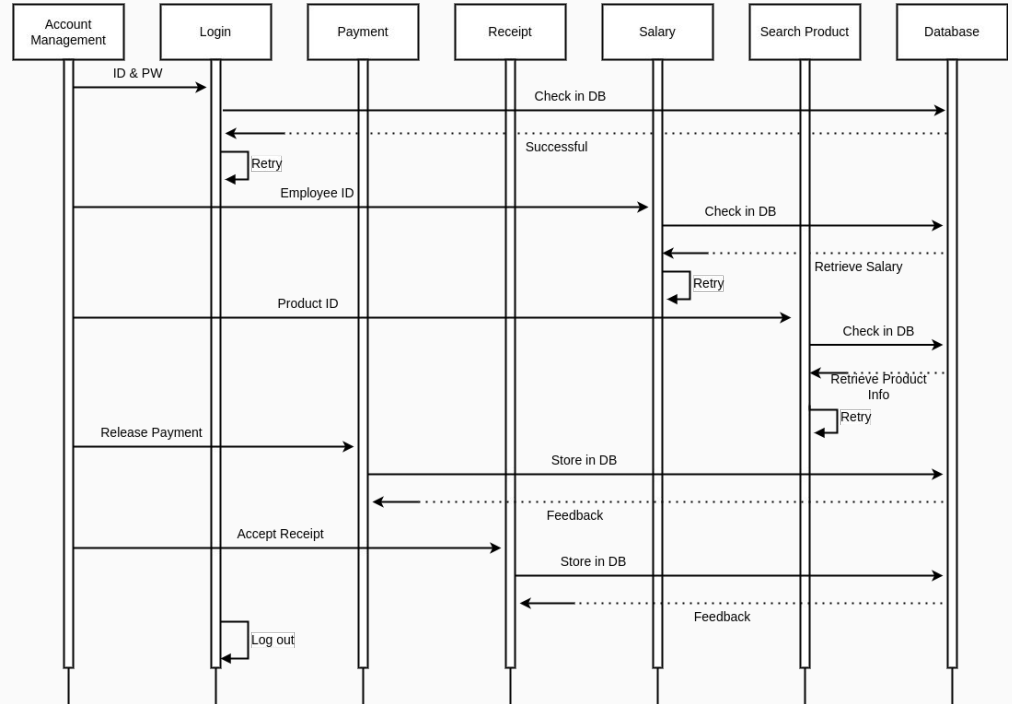 Account
Management
Login
Payment
Receipt
Salary
Search Product
Database
ID & PW
Check in DB
Successful
Retry
Employee ID
Check in DB
Retrieve Salary
Retry
Product ID
Check in DB
Retrieve Product
Info
Retry
Release Payment
Store in DB
Feedback
Accept Receipt
Store in DB
Feedback
Log out